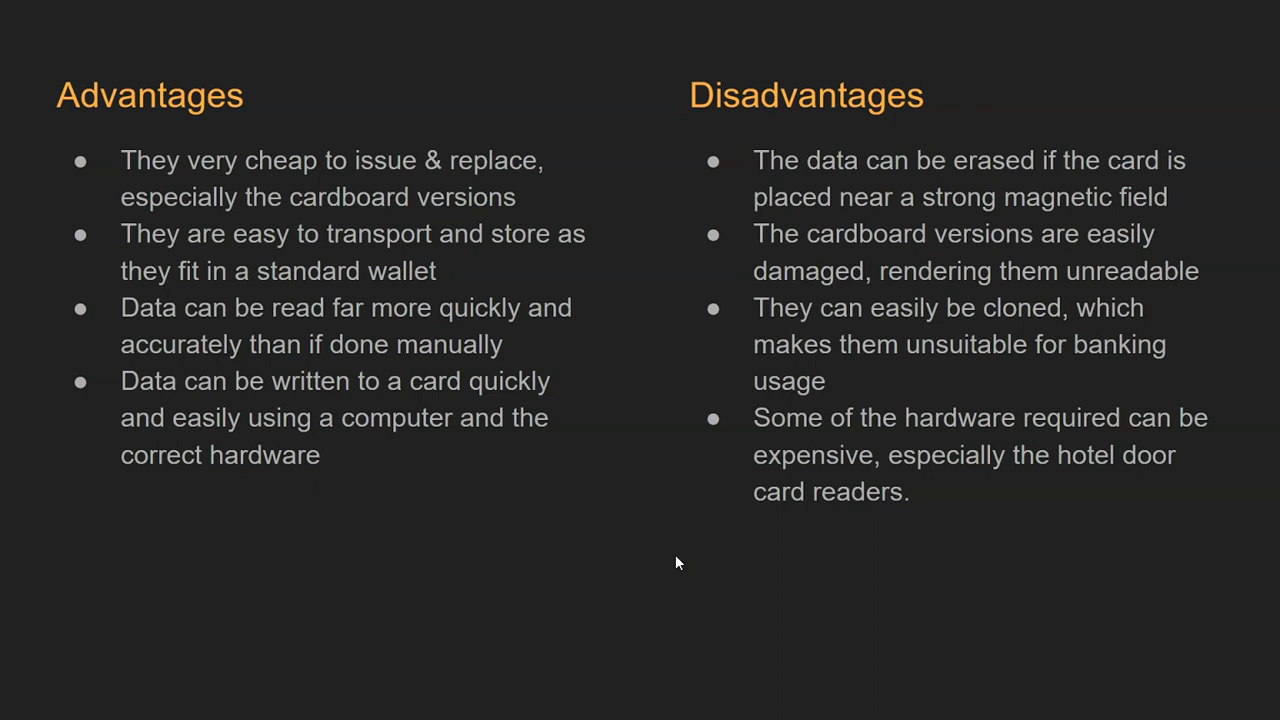 Advantages
● They very cheap to issue & replace,
especially the cardboard versions
● They are easy to transport and store as
they fit in a standard wallet
● Data can be read far more quickly and
accurately than if done manually
● Data can be written to a card quickly
and easily using a computer and the
correct hardware
Disadvantages
● The data can be erased if the card is
placed near a strong magnetic field
● The cardboard versions are easily
damaged, rendering them unreadable
● They can easily be cloned, which
makes them unsuitable for banking
usage
● Some of the hardware required can be
expensive, especially the hotel door
card readers.